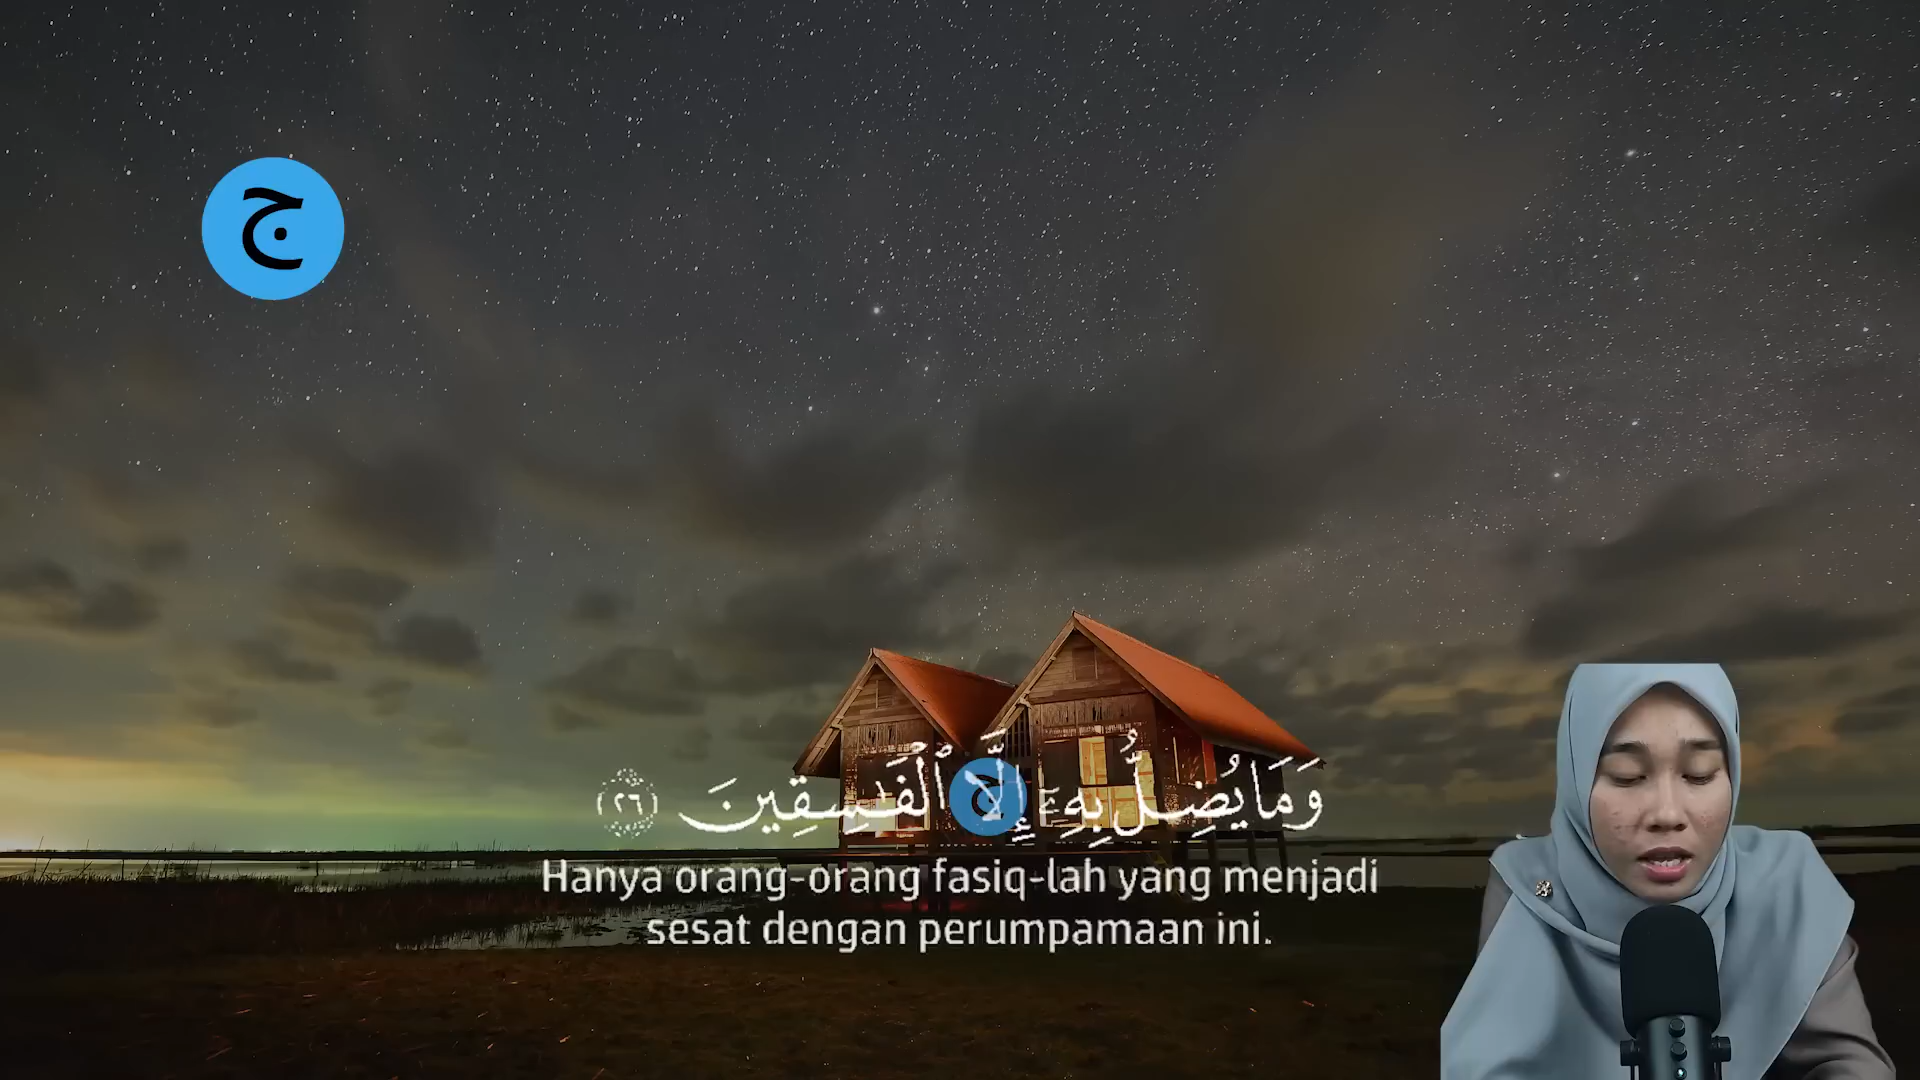 ج
وَمَا يُضِلُّ بِهِۦٓ إِلَّا ٱلْفَٰسِقِينَ ٢٦
Hanya orang-orang fasiq-lah yang menjadi
sesat dengan perumpamaan ini.